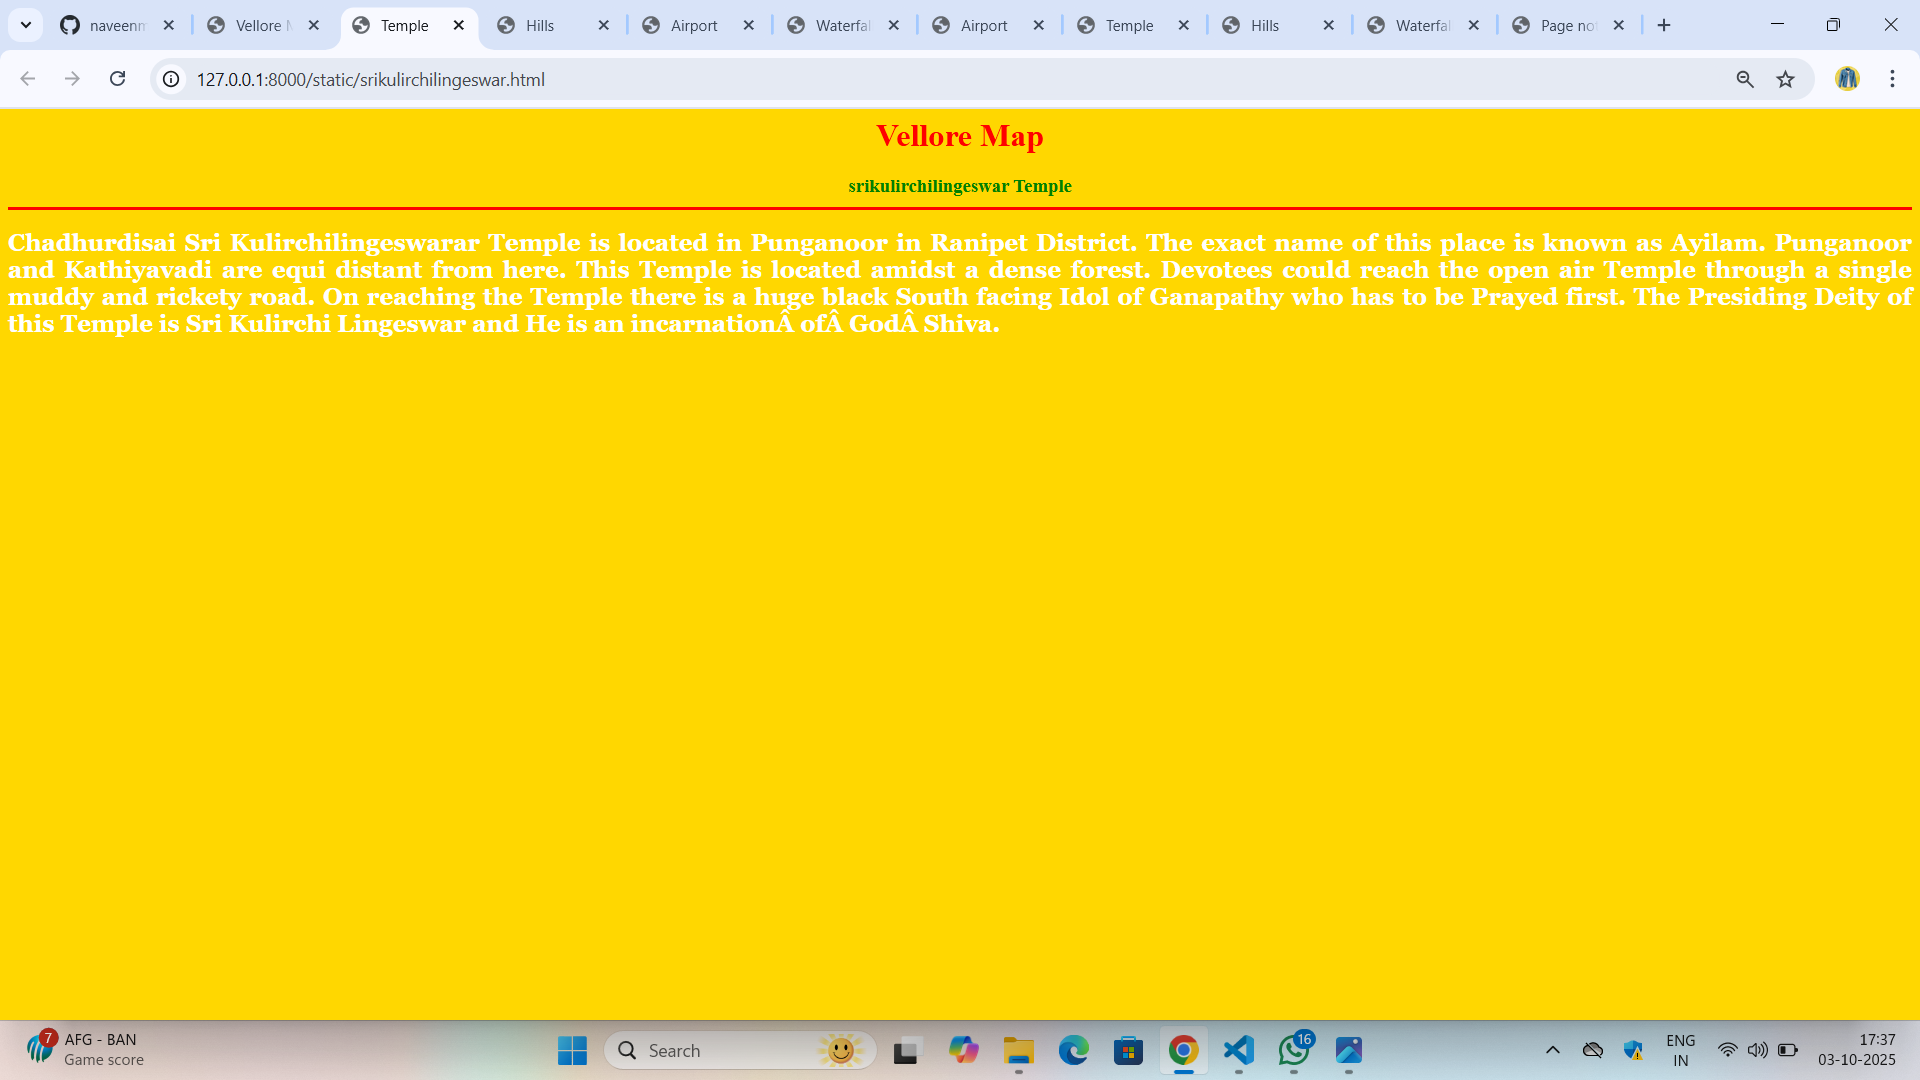 naveenm
Vellore M
Temple
Hills
Airport
Waterfal
Airport
Temple
Hills
Waterfal
Page not
127.0.0.1:8000/static/srikulirchilingeswar.html
Vellore Map
srikulirchilingeswar Temple
Chadhurdisai Sri Kulirchilingeswarar Temple is located in Punganoor in Ranipet District. The exact name of this place is known as Ayilam. Punganoor
and Kathiyavadi are equi distant from here. This Temple is located amidst a dense forest. Devotees could reach the open air Temple through a single
muddy and rickety road. On reaching the Temple there is a huge black South facing Idol of Ganapathy who has to be Prayed first. The Presiding Deity of
this Temple is Sri Kulirchi Lingeswar and He is an incarnationÂ ofÂ GodÂ Shiva.
7
AFG - BAN
Game score
Search
16
ENG
IN
17:37
03-10-2025